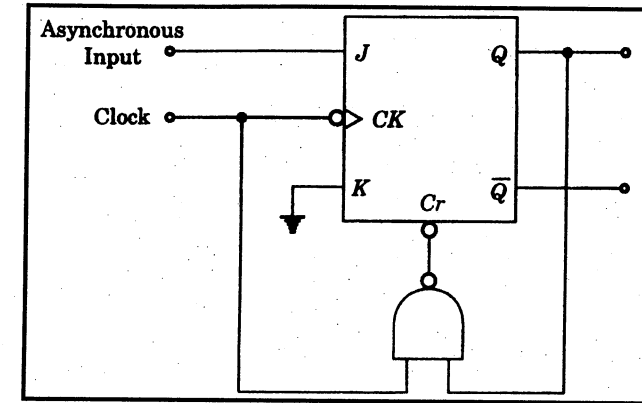 Asynchronous
Input
J
Q
Clock
CK
K
Q̅
Cr